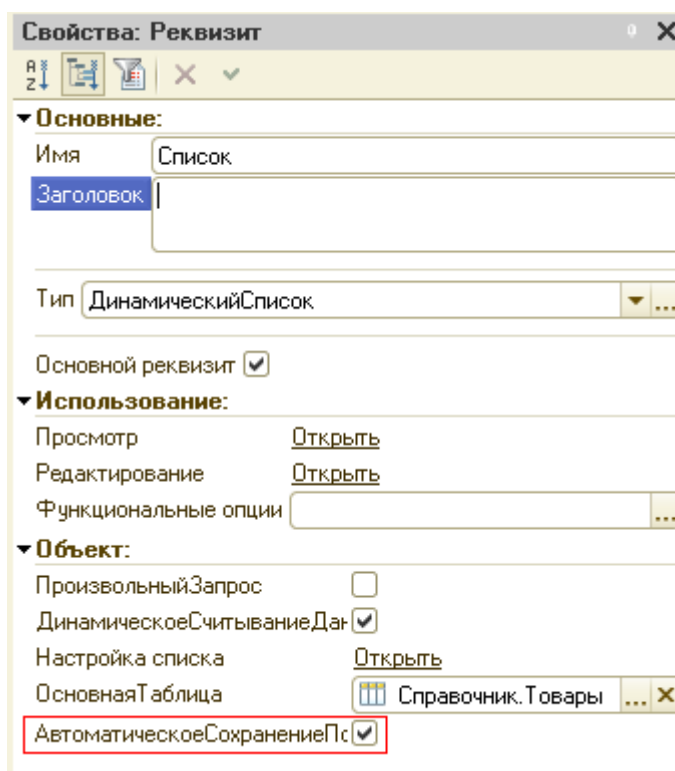 Свойства: Реквизит
Основные:
Имя Список
Заголовок
Тип ДинамическийСписок ...
Основной реквизит
Использование:
Просмотр Открыть
Редактирование Открыть
Функциональные опции ...
Объект:
ПроизвольныйЗапрос
ДинамическоеСчитываниеДан
Настройка списка Открыть
ОсновнаяТаблица Справочник.Товары ...
АвтоматическоеСохранениеПо